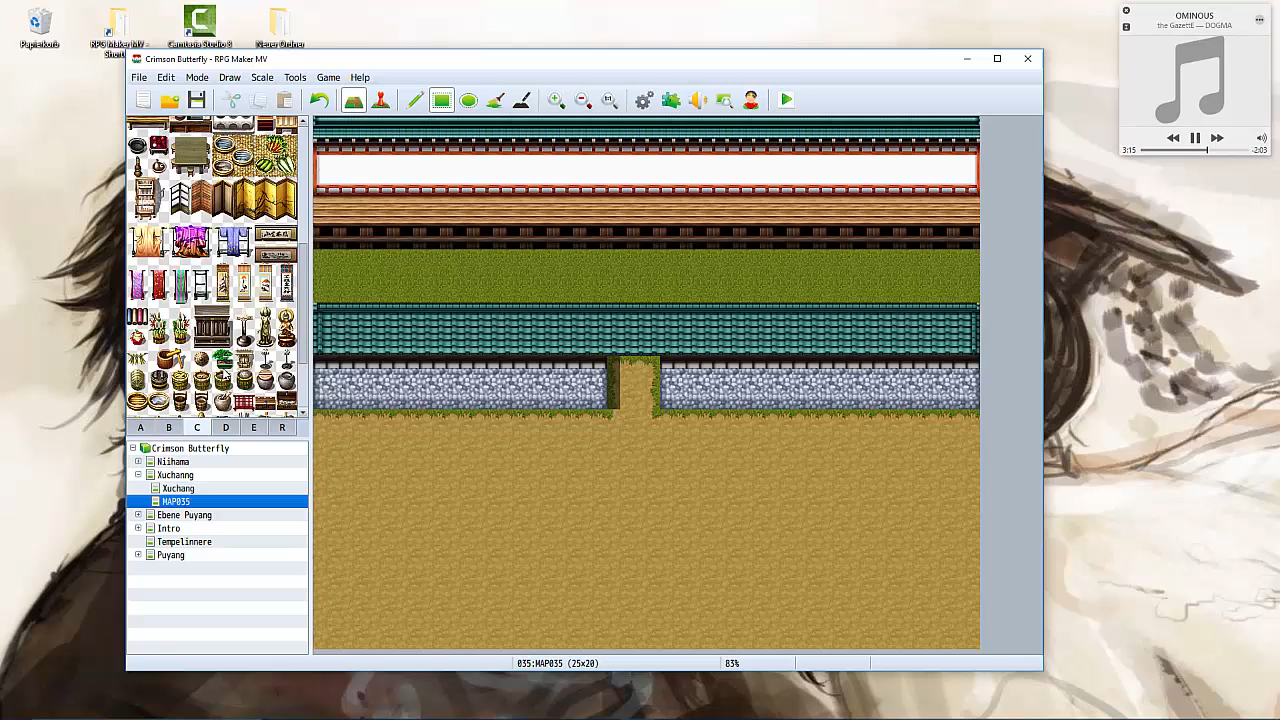 Papierkorb
RPG Maker MV -
Short
Camtasia Studio 8
Neuer Ordner
OMINOUS
the GazettE — DOGMA
3:15
-2:03
Crimson Butterfly - RPG Maker MV
File Edit Mode Draw Scale Tools Game Help
A B C D E R
Crimson Butterfly
Niihama
Xuchanng
Xuchang
MAP035
Ebene Puyang
Intro
Tempelinnere
Puyang
035:MAP035 (25x20)
83%